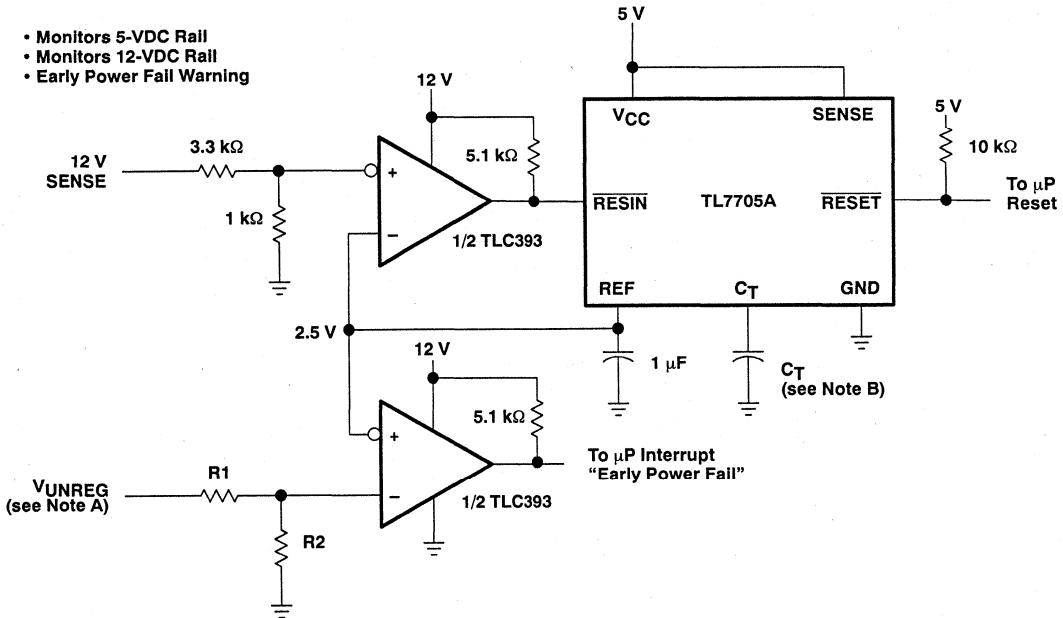 • Monitors 5-VDC Rail
• Monitors 12-VDC Rail
• Early Power Fail Warning
5 V
12 V
VCC
SENSE
5 V
12 V
SENSE
3.3 kΩ
5.1 kΩ
10 kΩ
+
1 kΩ
RESIN
TL7705A
RESET
To µP
Reset
−
1/2 TLC393
REF
CT
GND
2.5 V
12 V
1 µF
CT
(see Note B)
5.1 kΩ
+
To µP Interrupt
“Early Power Fail”
VUNREG
(see Note A)
R1
−
1/2 TLC393
R2